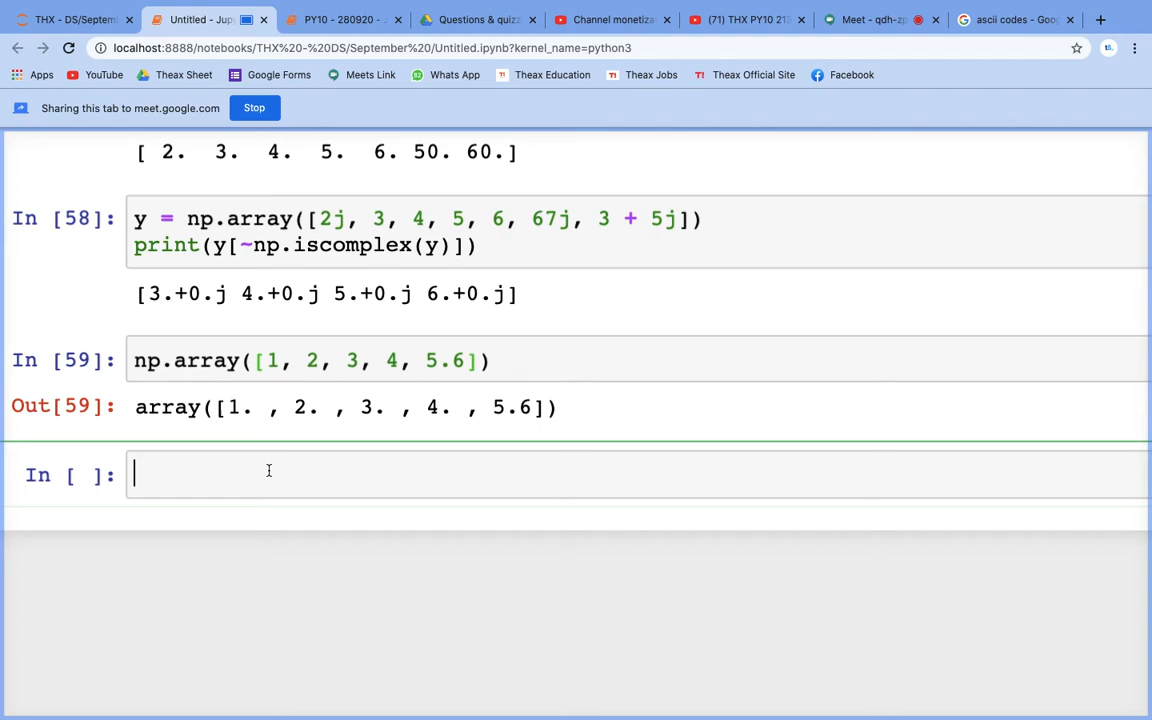 THX - DS/Septem
Untitled - Jup
PY10 - 280920 -
Questions & quizz
Channel monetiza
(71) THX PY10 213
Meet - qdh-zp
ascii codes - Goo
localhost:8888/notebooks/THX%20-%20DS/September%20/Untitled.ipynb?kernel_name=python3
Apps YouTube Theax Sheet Google Forms Meets Link Whats App Theax Education Theax Jobs Theax Official Site Facebook
Sharing this tab to meet.google.com Stop
[ 2. 3. 4. 5. 6. 50. 60.]
In [58]: y = np.array([2j, 3, 4, 5, 6, 67j, 3 + 5j])
print(y[~np.iscomplex(y)])
[3.+0.j 4.+0.j 5.+0.j 6.+0.j]
In [59]: np.array([1, 2, 3, 4, 5.6])
Out[59]: array([1. , 2. , 3. , 4. , 5.6])
In [ ]: